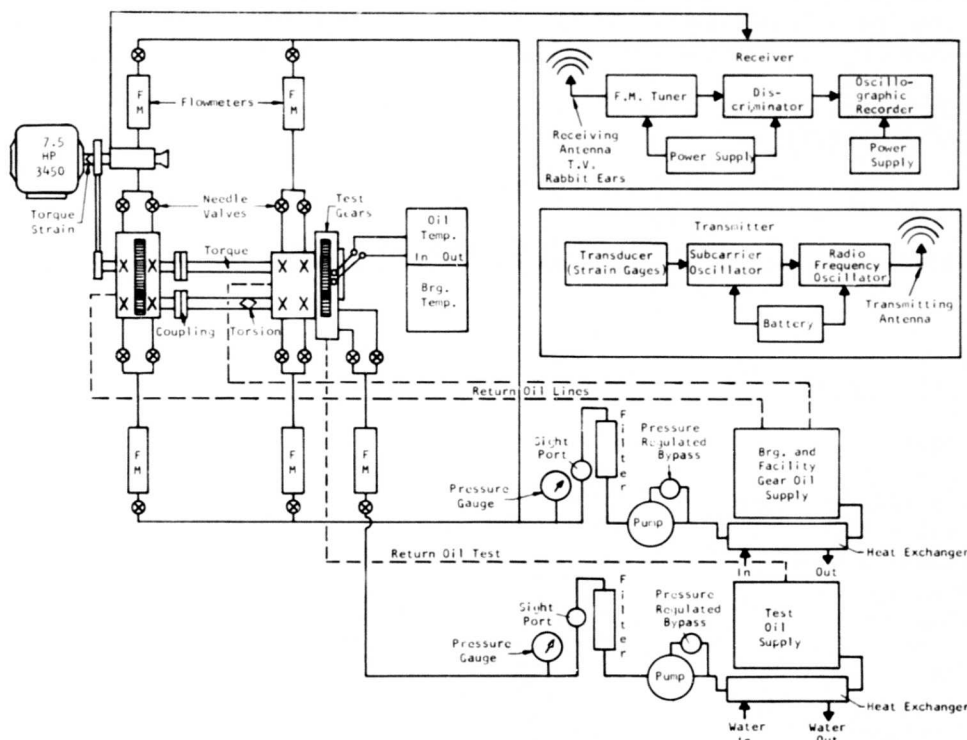 Receiver
F
M
Flowmeters
F
M
F.M. Tuner
Dis-
criminator
Oscillo-
graphic
Recorder
7.5
HP
3450
Receiving
Antenna
T.V.
Rabbit Ears
Power Supply
Power
Supply
Torque
Strain
Needle
Valves
Test
Gears
Oil
Temp.
In Out
Brg.
Temp.
Torque
Coupling
Torsion
Transmitter
Transducer
(Strain Gages)
Subcarrier
Oscillator
Radio
Frequency
Oscillator
Battery
Transmitting
Antenna
Return Oil Lines
F
M
F
M
F
M
Sight
Port
Filter
Pressure
Regulated
Bypass
Brg. and
Facility
Gear Oil
Supply
Pressure
Gauge
Pump
Heat Exchanger
In
Out
Return Oil Test
Sight
Port
Filter
Pressure
Regulated
Bypass
Test
Oil
Supply
Pressure
Gauge
Pump
Heat Exchanger
Water
In
Water
Out